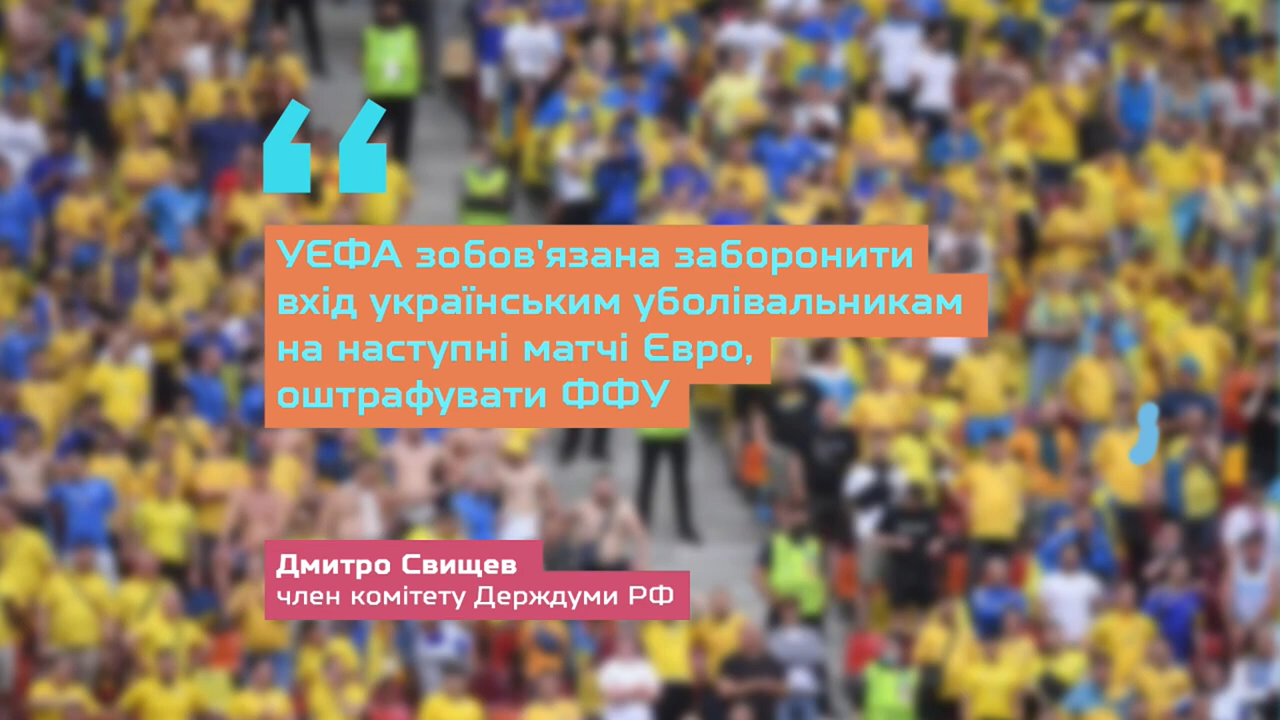 УЄФА зобов'язана заборонити
вхід українським уболівальникам
на наступні матчі Євро,
оштрафувати ФФУ
Дмитро Свищев
член комітету Держдуми РФ